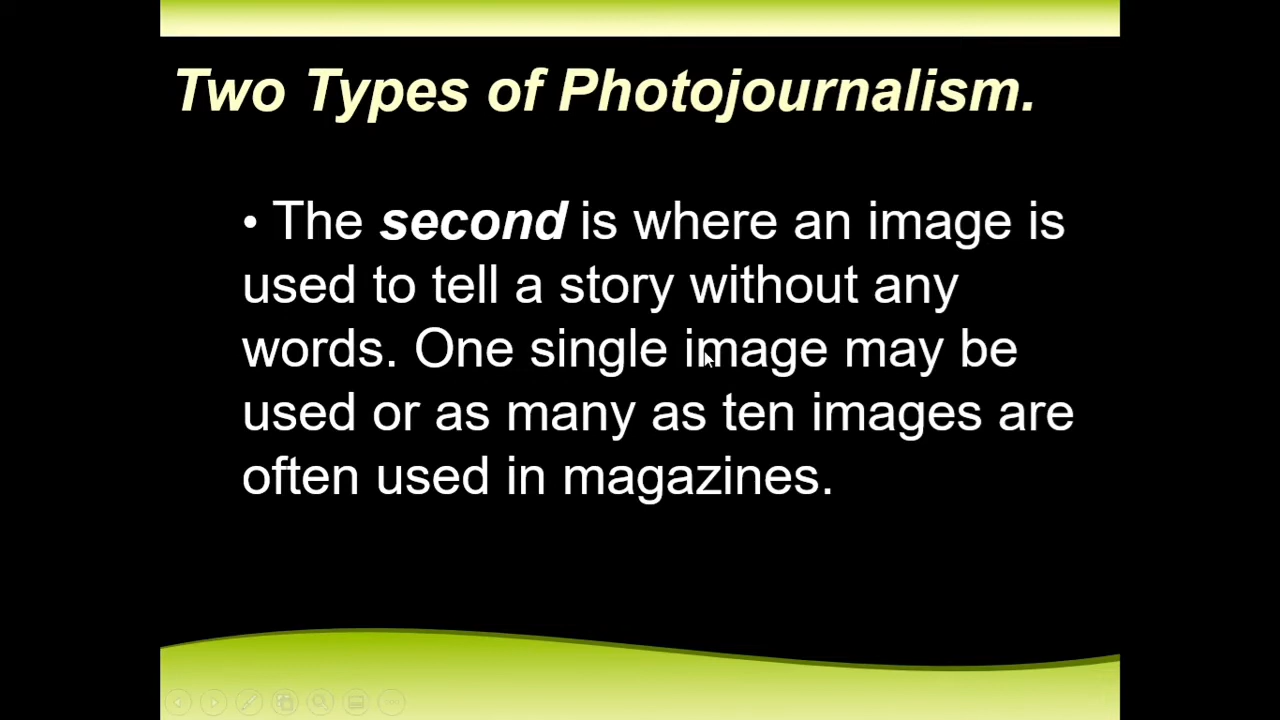 Two Types of Photojournalism.
• The second is where an image is
used to tell a story without any
words. One single image may be
used or as many as ten images are
often used in magazines.